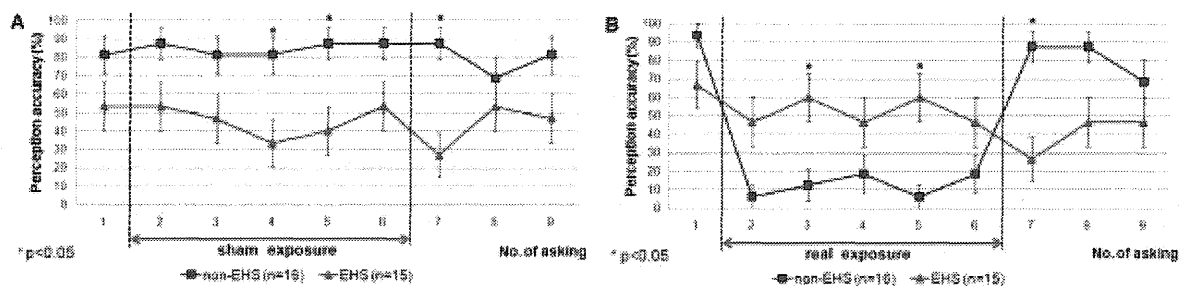 A
Perception accuracy(%)
100
90
80
70
60
50
40
30
20
10
0
* * *
1 2 3 4 5 6 7 8 9
sham exposure
No.of asking
*p<0.05
non-EHS(n=16) EHS(n=15)
B
Perception accuracy(%)
100
90
80
70
60
50
40
30
20
10
0
* * *
1 2 3 4 5 6 7 8 9
real exposure
No.of asking
*p<0.05
non-EHS(n=16) EHS(n=15)